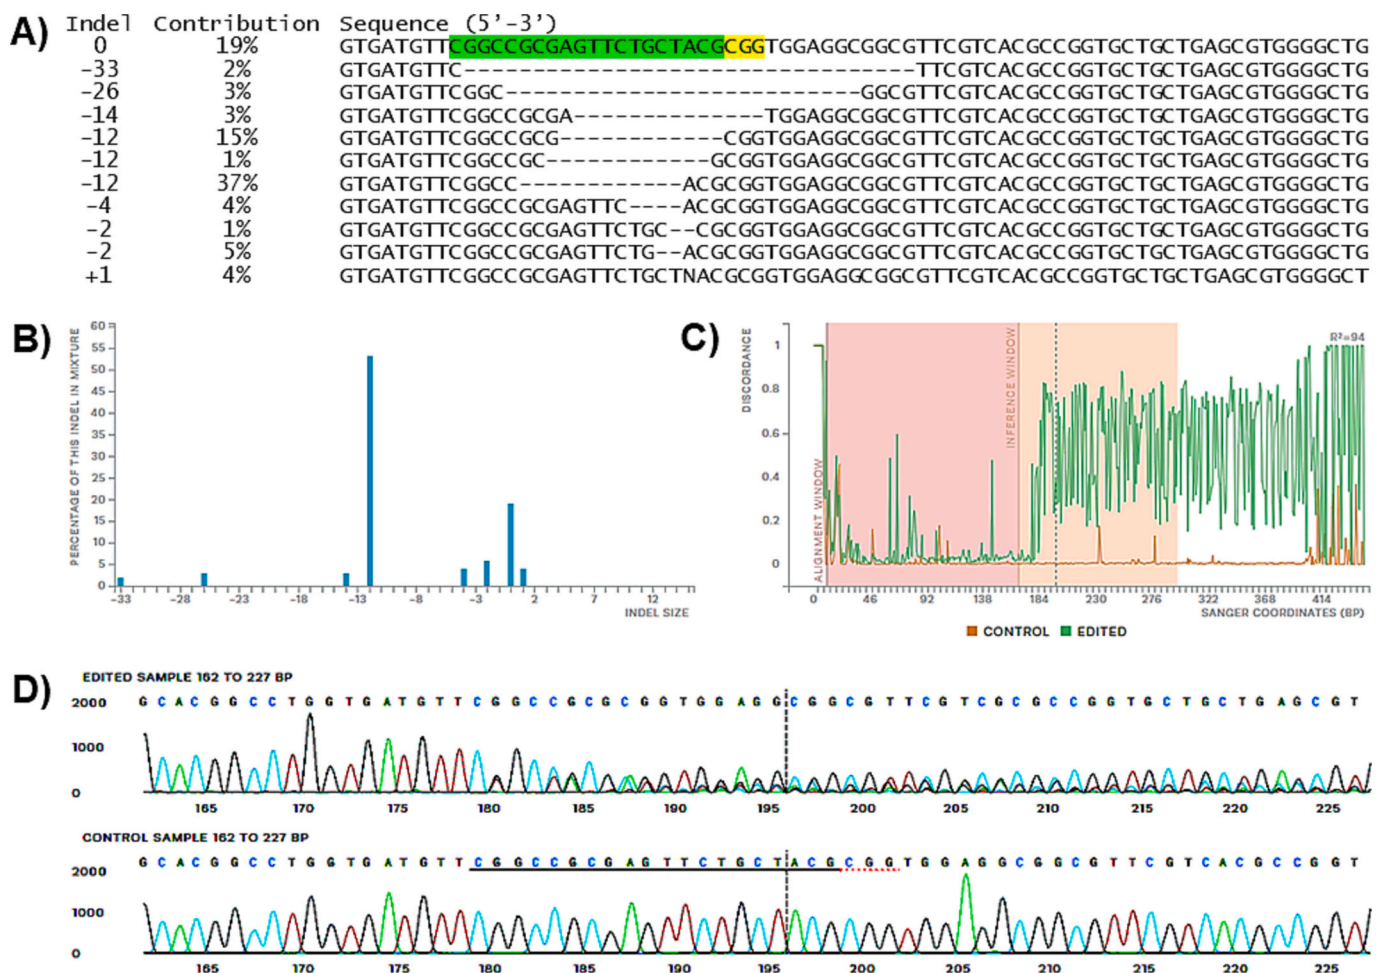 A) Indel Contribution Sequence (5'-3')
0 19% GTGATGTTCGGCCGCGAGTTCTGCTACGCGGTGGAGGCGGCGTTCGTCACGCCGGTGCTGCTGAGCGTGGGGCTG
-33 2% GTGATGTTC---------------------------------TTCGTCACGCCGGTGCTGCTGAGCGTGGGGCTG
-26 3% GTGATGTTCGGC--------------------------GGCGTTCGTCACGCCGGTGCTGCTGAGCGTGGGGCTG
-14 3% GTGATGTTCGGCCGCGA--------------TGGAGGCGGCGTTCGTCACGCCGGTGCTGCTGAGCGTGGGGCTG
-12 15% GTGATGTTCGGCCGCG------------CGGTGGAGGCGGCGTTCGTCACGCCGGTGCTGCTGAGCGTGGGGCTG
-12 1% GTGATGTTCGGCCGC------------GCGGTGGAGGCGGCGTTCGTCACGCCGGTGCTGCTGAGCGTGGGGCTG
-12 37% GTGATGTTCGGCC------------ACGCGGTGGAGGCGGCGTTCGTCACGCCGGTGCTGCTGAGCGTGGGGCTG
-4 4% GTGATGTTCGGCCGCGAGTTC----ACGCGGTGGAGGCGGCGTTCGTCACGCCGGTGCTGCTGAGCGTGGGGCTG
-2 1% GTGATGTTCGGCCGCGAGTTCTGC--CGCGGTGGAGGCGGCGTTCGTCACGCCGGTGCTGCTGAGCGTGGGGCTG
-2 5% GTGATGTTCGGCCGCGAGTTCTG--ACGCGGTGGAGGCGGCGTTCGTCACGCCGGTGCTGCTGAGCGTGGGGCTG
+1 4% GTGATGTTCGGCCGCGAGTTCTGCTNACGCGGTGGAGGCGGCGTTCGTCACGCCGGTGCTGCTGAGCGTGGGGCT
B)
PERCENTAGE OF THIS INDEL IN MIXTURE
60
55
50
45
40
35
30
25
20
15
10
5
0
-33 -28 -23 -18 -13 -8 -3 2 7 12
INDEL SIZE
C)
DISCORDANCE
1
0.8
0.6
0.4
0.2
0
ALIGNMENT WINDOW
INFERENCE WINDOW
R²=94
0 46 92 138 184 230 276 322 368 414
SANGER COORDINATES (BP)
CONTROL EDITED
D)
EDITED SAMPLE 162 TO 227 BP
G C A C G G C C T G G T G A T G T T C G G C C G C G C G G T G G A G G C G G C G T T C G T C G C G C C G G T G C T G C T G A G C G T
2000
1000
0
165 170 175 180 185 190 195 200 205 210 215 220 225
CONTROL SAMPLE 162 TO 227 BP
G C A C G G C C T G G T G A T G T T C G G C C G C G A G T T C T G C T A C G C G G T G G A G G C G G C G T T C G T C A C G C C G G T
2000
1000
0
165 170 175 180 185 190 195 200 205 210 215 220 225